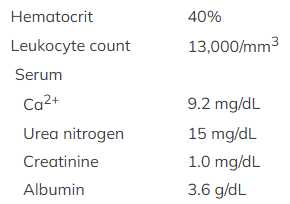 Hematocrit 40%
Leukocyte count 13,000/mm³
Serum
Ca²⁺ 9.2 mg/dL
Urea nitrogen 15 mg/dL
Creatinine 1.0 mg/dL
Albumin 3.6 g/dL